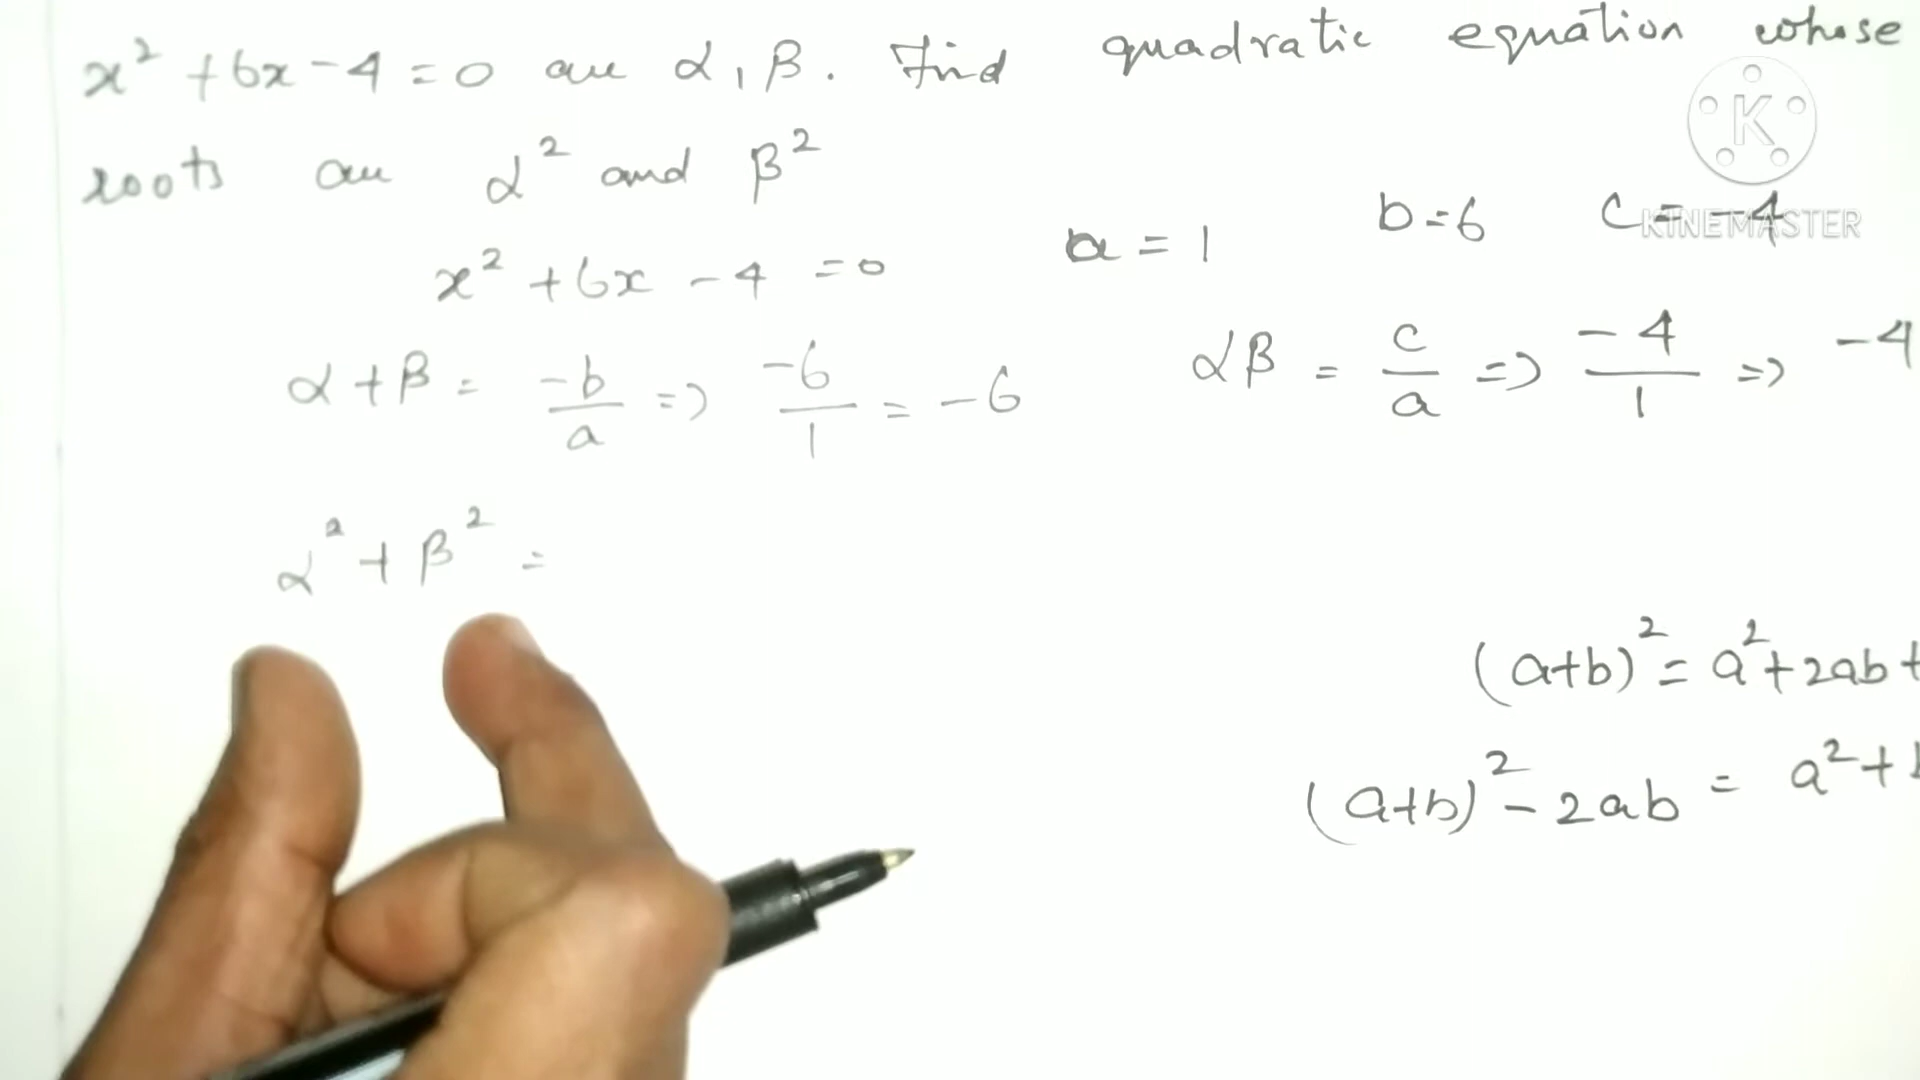 x² + 6x - 4 = 0 are α, β. Find quadratic equation whose
roots are α² and β²
K
KINEMASTER
a = 1 b = 6 c = -4
x² + 6x - 4 = 0
α + β = -b/a => -6/1 = -6
αβ = c/a => -4/1 => -4
α² + β² =
(a+b)² = a² + 2ab +
(a+b)² - 2ab = a² +